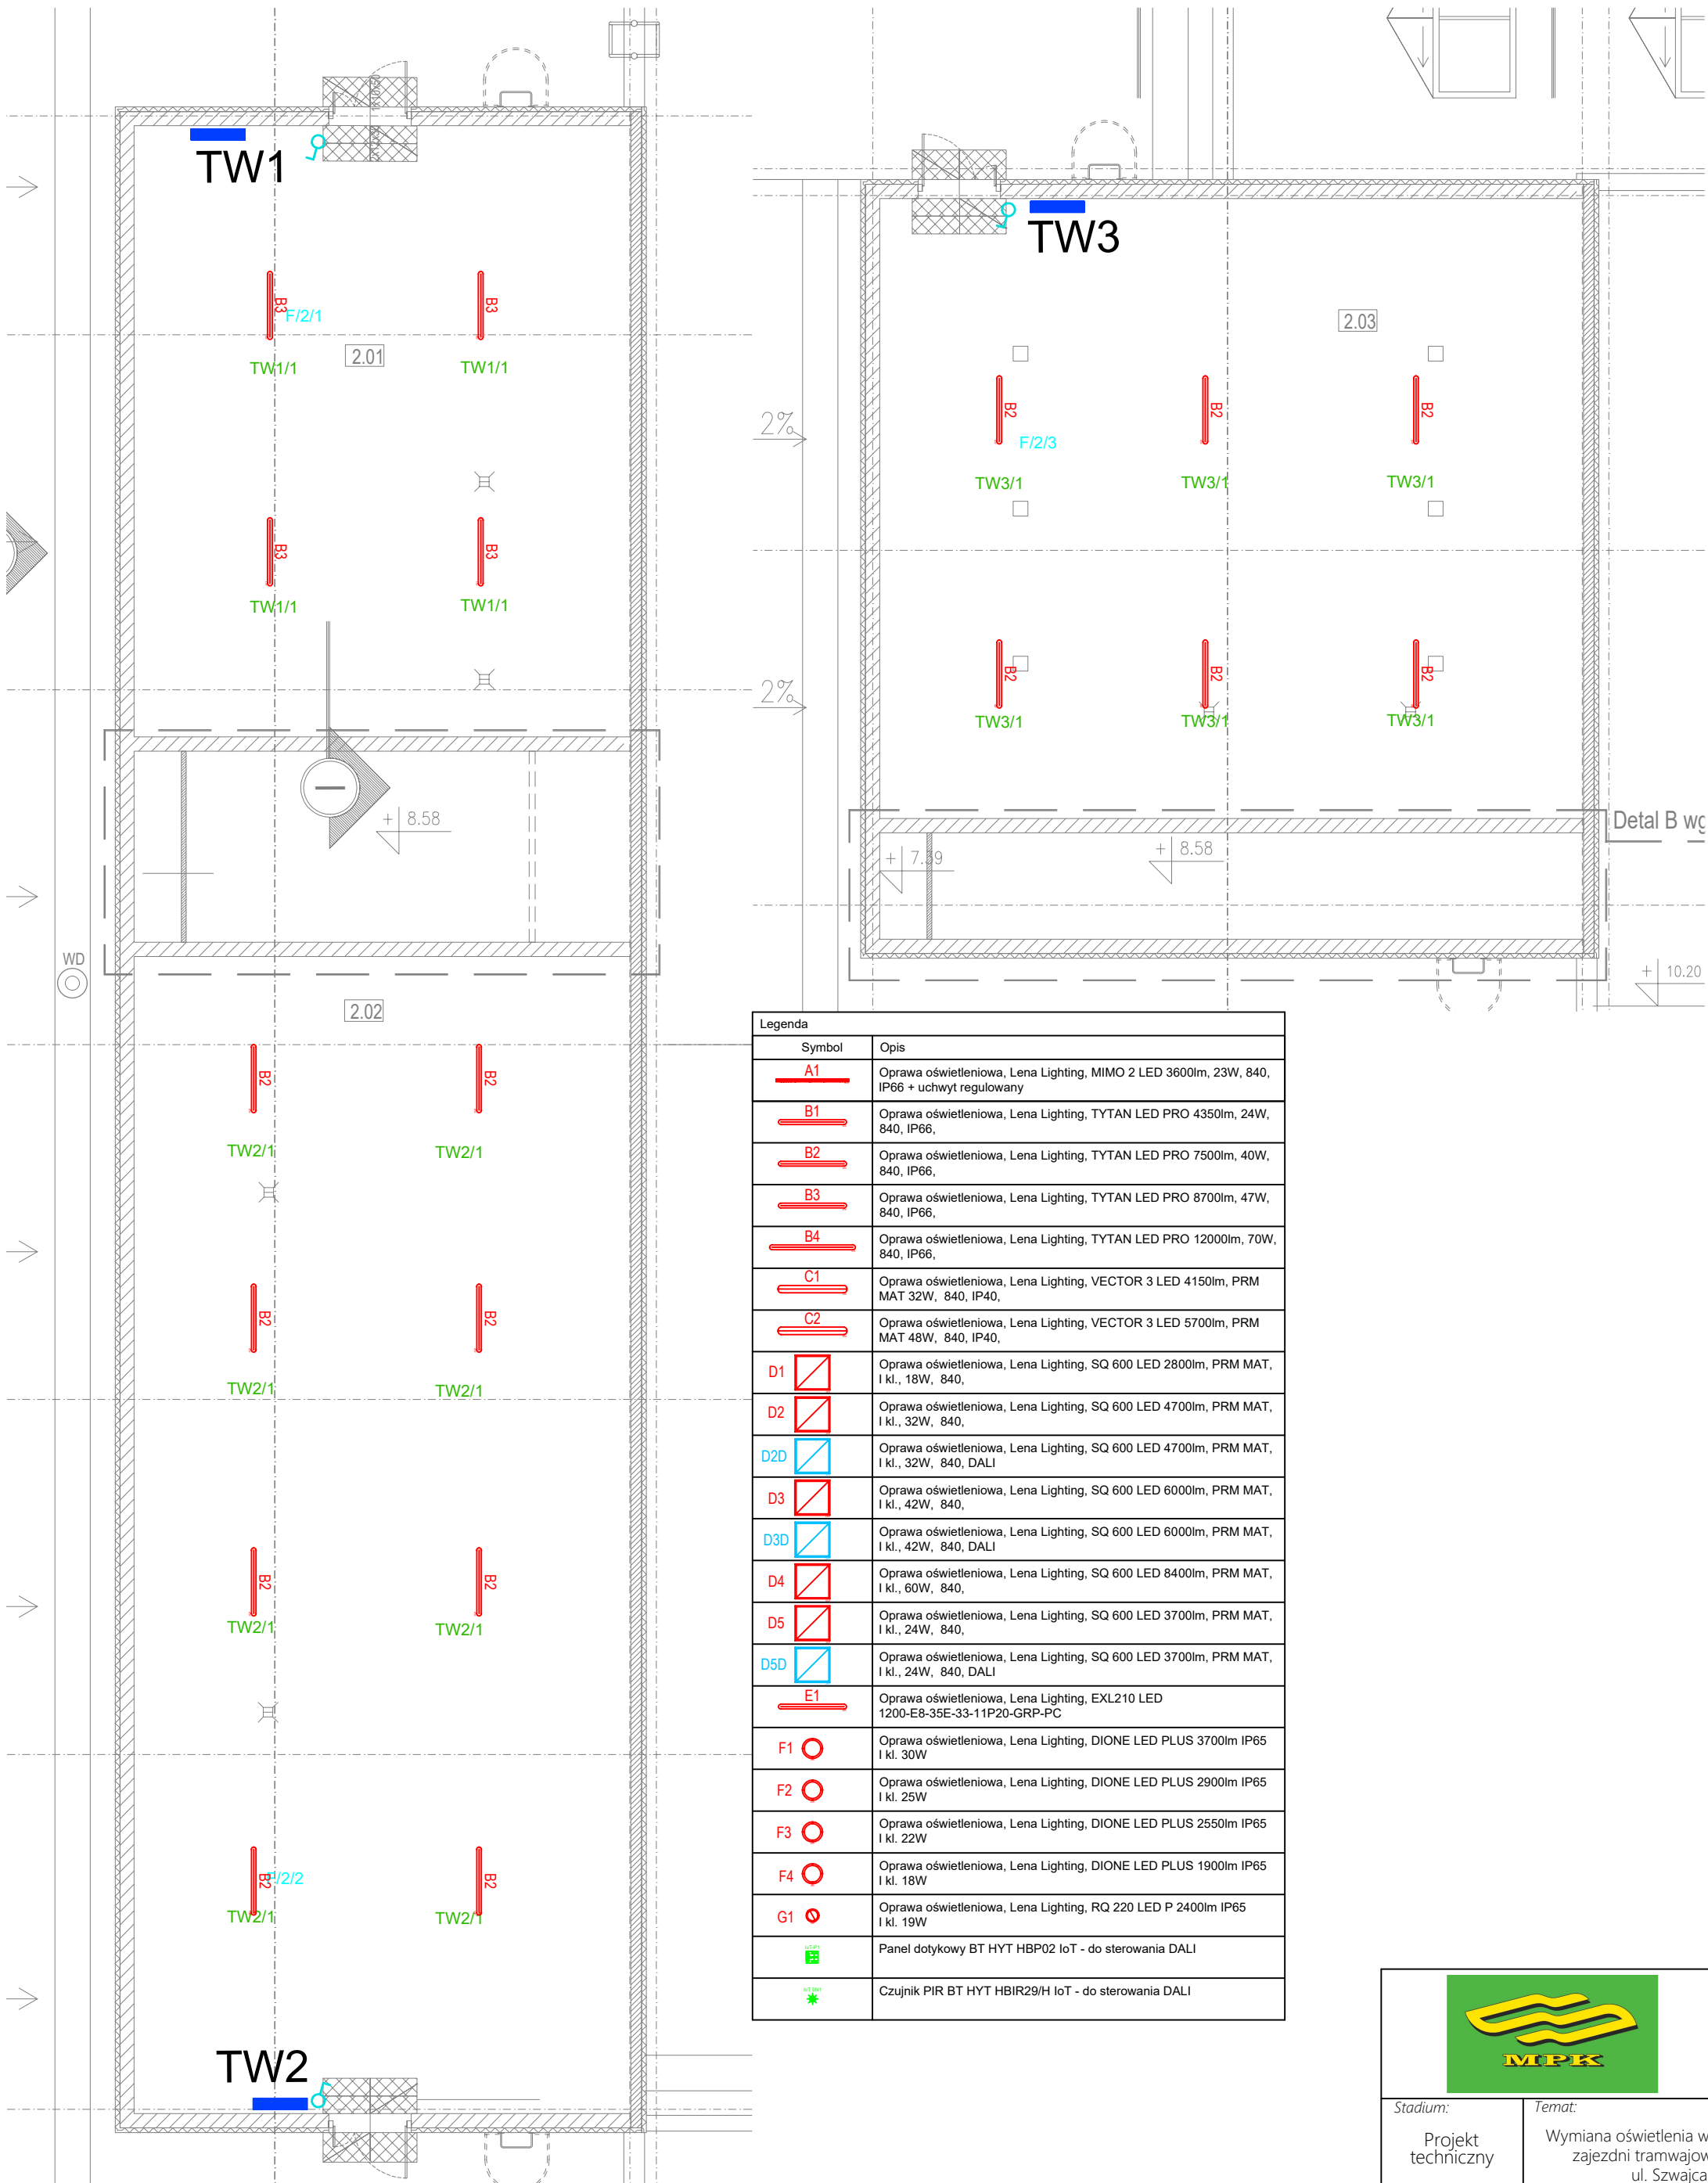 TW1
B3
F/2/1
B3
2.01
TW1/1
TW1/1
B3
B3
TW1/1
TW1/1
+ 8.58
WD
2.02
B2
B2
TW2/1
TW2/1
B2
B2
TW2/1
TW2/1
B2
B2
TW2/1
TW2/1
B2
F/2/2
B2
TW2/1
TW2/1
TW2
TW3
2.03
2%
B2
B2
B2
F/2/3
TW3/1
TW3/1
TW3/1
2%
B2
B2
B2
TW3/1
TW3/1
TW3/1
Detal B wg
+ 7.39
+ 8.58
+ 10.20
Legenda
Symbol Opis
A1 Oprawa oświetleniowa, Lena Lighting, MIMO 2 LED 3600lm, 23W, 840,
IP66 + uchwyt regulowany
B1 Oprawa oświetleniowa, Lena Lighting, TYTAN LED PRO 4350lm, 24W,
840, IP66,
B2 Oprawa oświetleniowa, Lena Lighting, TYTAN LED PRO 7500lm, 40W,
840, IP66,
B3 Oprawa oświetleniowa, Lena Lighting, TYTAN LED PRO 8700lm, 47W,
840, IP66,
B4 Oprawa oświetleniowa, Lena Lighting, TYTAN LED PRO 12000lm, 70W,
840, IP66,
C1 Oprawa oświetleniowa, Lena Lighting, VECTOR 3 LED 4150lm, PRM
MAT 32W, 840, IP40,
C2 Oprawa oświetleniowa, Lena Lighting, VECTOR 3 LED 5700lm, PRM
MAT 48W, 840, IP40,
D1 Oprawa oświetleniowa, Lena Lighting, SQ 600 LED 2800lm, PRM MAT,
I kl., 18W, 840,
D2 Oprawa oświetleniowa, Lena Lighting, SQ 600 LED 4700lm, PRM MAT,
I kl., 32W, 840,
D2D Oprawa oświetleniowa, Lena Lighting, SQ 600 LED 4700lm, PRM MAT,
I kl., 32W, 840, DALI
D3 Oprawa oświetleniowa, Lena Lighting, SQ 600 LED 6000lm, PRM MAT,
I kl., 42W, 840,
D3D Oprawa oświetleniowa, Lena Lighting, SQ 600 LED 6000lm, PRM MAT,
I kl., 42W, 840, DALI
D4 Oprawa oświetleniowa, Lena Lighting, SQ 600 LED 8400lm, PRM MAT,
I kl., 60W, 840,
D5 Oprawa oświetleniowa, Lena Lighting, SQ 600 LED 3700lm, PRM MAT,
I kl., 24W, 840,
D5D Oprawa oświetleniowa, Lena Lighting, SQ 600 LED 3700lm, PRM MAT,
I kl., 24W, 840, DALI
E1 Oprawa oświetleniowa, Lena Lighting, EXL210 LED
1200-E8-35E-33-11P20-GRP-PC
F1 Oprawa oświetleniowa, Lena Lighting, DIONE LED PLUS 3700lm IP65
I kl. 30W
F2 Oprawa oświetleniowa, Lena Lighting, DIONE LED PLUS 2900lm IP65
I kl. 25W
F3 Oprawa oświetleniowa, Lena Lighting, DIONE LED PLUS 2550lm IP65
I kl. 22W
F4 Oprawa oświetleniowa, Lena Lighting, DIONE LED PLUS 1900lm IP65
I kl. 18W
G1 Oprawa oświetleniowa, Lena Lighting, RQ 220 LED P 2400lm IP65
I kl. 19W
Panel dotykowy BT HYT HBP02 IoT - do sterowania DALI
Czujnik PIR BT HYT HBIR29/H IoT - do sterowania DALI
MPK
Stadium:
Projekt
techniczny
Temat:
Wymiana oświetlenia w
zajezdni tramwajow
ul. Szwajca